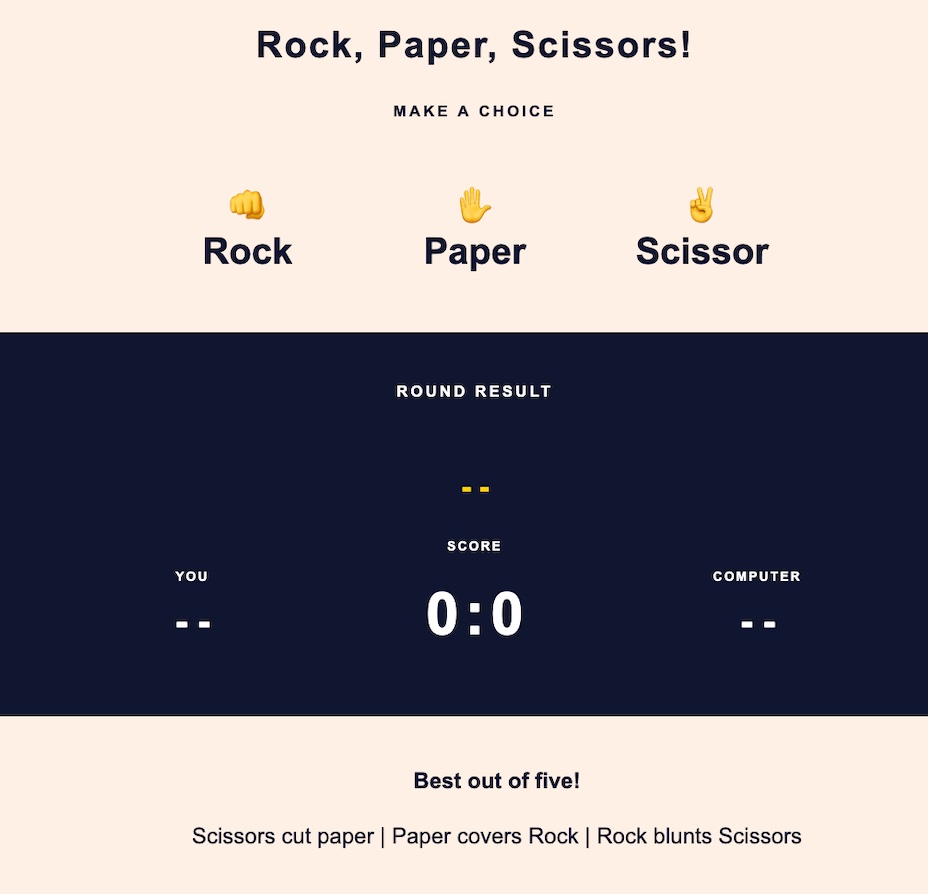 Rock, Paper, Scissors!
MAKE A CHOICE
Rock Paper Scissor
ROUND RESULT
--
SCORE
YOU COMPUTER
-- 0:0 --
Best out of five!
Scissors cut paper | Paper covers Rock | Rock blunts Scissors